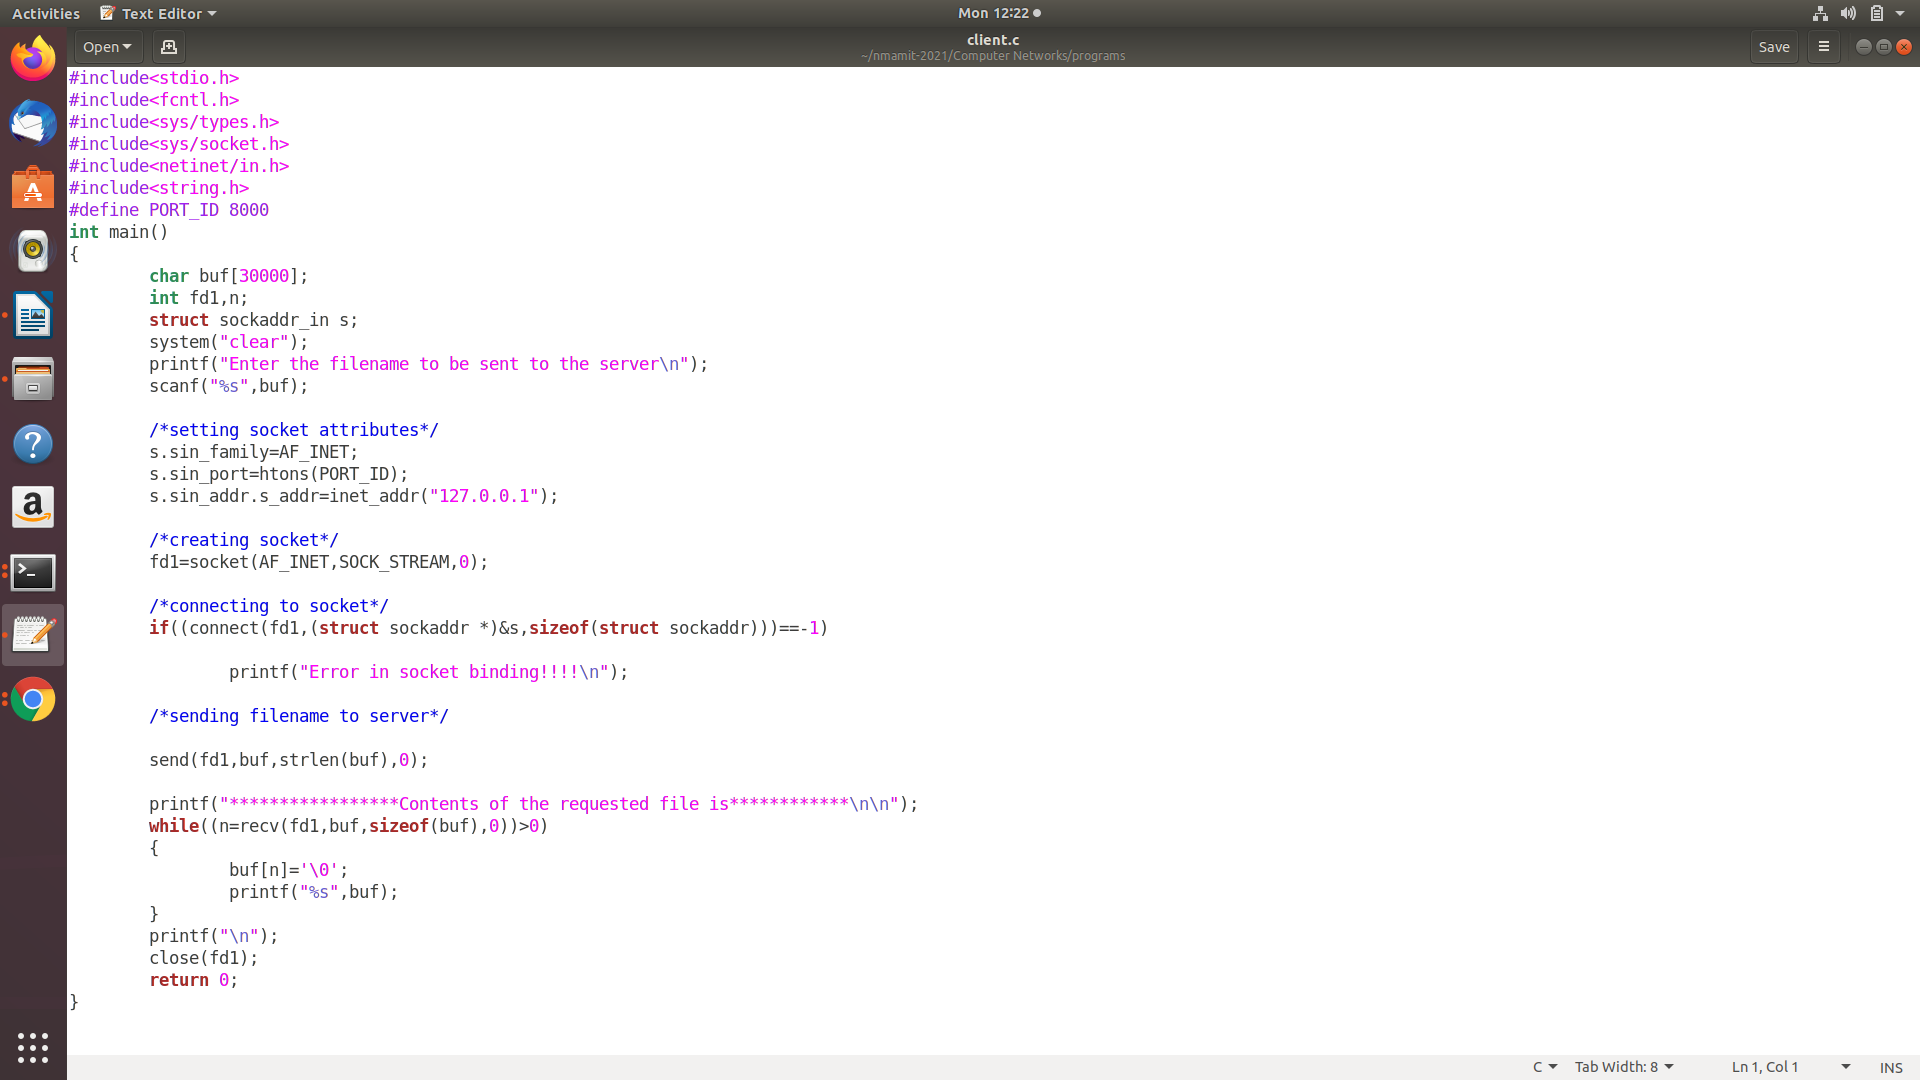 Activities Text Editor Mon 12:22
Open client.c Save
~/nmamit-2021/Computer Networks/programs
#include<stdio.h>
#include<fcntl.h>
#include<sys/types.h>
#include<sys/socket.h>
#include<netinet/in.h>
#include<string.h>
#define PORT_ID 8000
int main()
{
char buf[30000];
int fd1,n;
struct sockaddr_in s;
system("clear");
printf("Enter the filename to be sent to the server\n");
scanf("%s",buf);
/*setting socket attributes*/
s.sin_family=AF_INET;
s.sin_port=htons(PORT_ID);
s.sin_addr.s_addr=inet_addr("127.0.0.1");
/*creating socket*/
fd1=socket(AF_INET,SOCK_STREAM,0);
/*connecting to socket*/
if((connect(fd1,(struct sockaddr *)&s,sizeof(struct sockaddr)))==-1)
printf("Error in socket binding!!!!\n");
/*sending filename to server*/
send(fd1,buf,strlen(buf),0);
printf("*****************Contents of the requested file is************\n\n");
while((n=recv(fd1,buf,sizeof(buf),0))>0)
{
buf[n]='\0';
printf("%s",buf);
}
printf("\n");
close(fd1);
return 0;
}
C Tab Width: 8 Ln 1, Col 1 INS